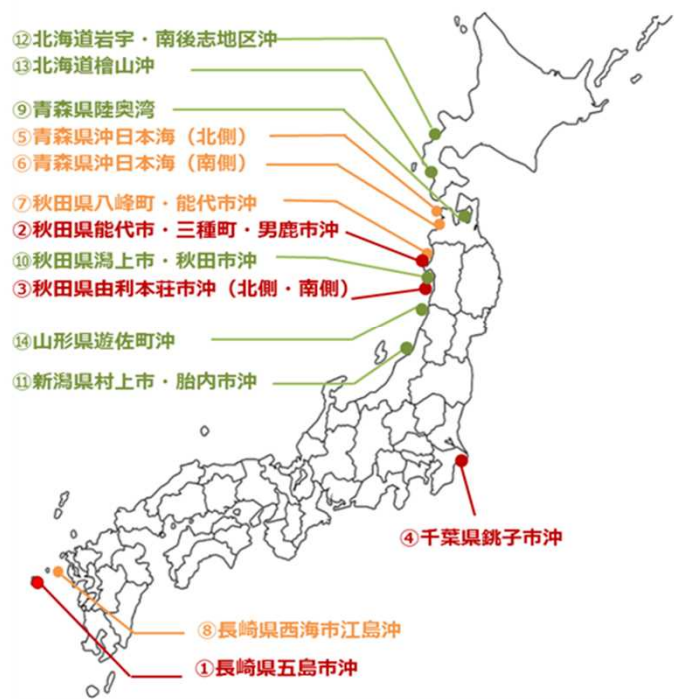 ⑫北海道岩宇・南後志地区沖
⑬北海道檜山沖
⑨青森県陸奥湾
⑤青森県沖日本海（北側）
⑥青森県沖日本海（南側）
⑦秋田県八峰町・能代市沖
②秋田県能代市・三種町・男鹿市沖
⑩秋田県潟上市・秋田市沖
③秋田県由利本荘市沖（北側・南側）
⑭山形県遊佐町沖
⑪新潟県村上市・胎内市沖
④千葉県銚子市沖
⑧長崎県西海市江島沖
①長崎県五島市沖